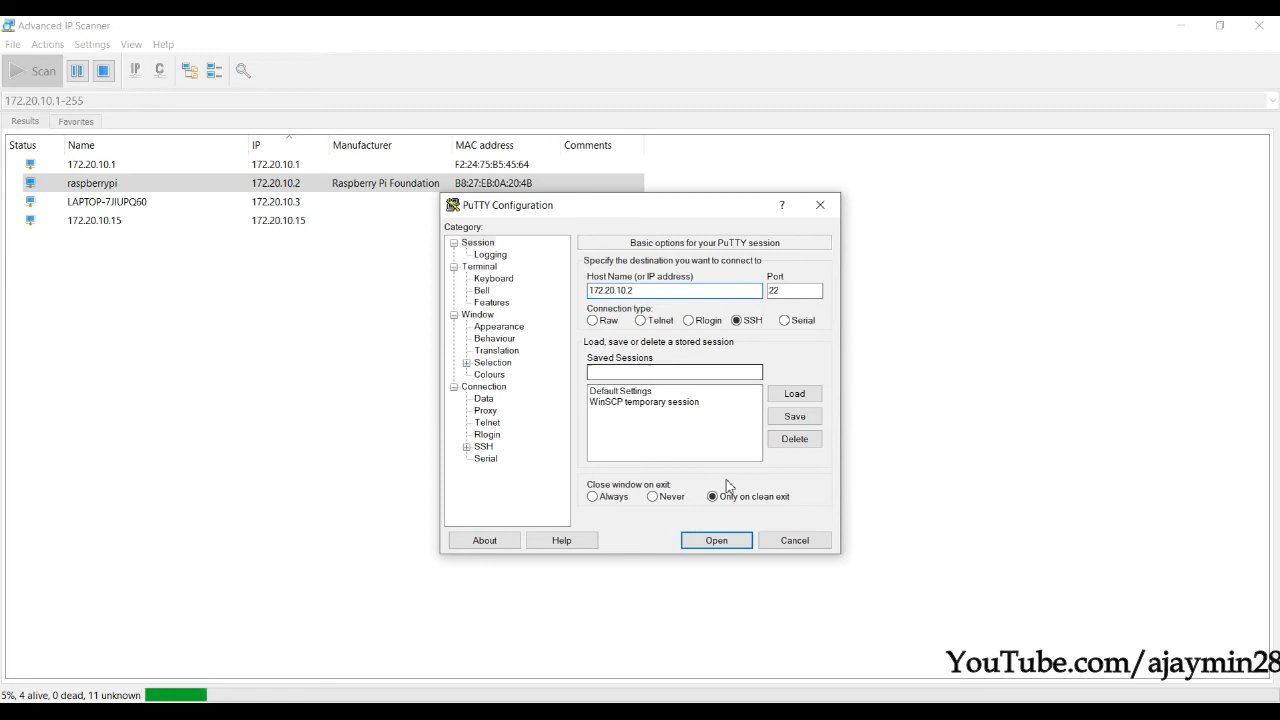 Advanced IP Scanner
File Actions Settings View Help
Scan IP C
172.20.10.1-255
Results Favorites
Status Name IP Manufacturer MAC address Comments
172.20.10.1 172.20.10.1 F2:24:75:B5:45:64
raspberrypi 172.20.10.2 Raspberry Pi Foundation B8:27:EB:0A:20:4B
LAPTOP-7JIUPQ60 172.20.10.3
172.20.10.15 172.20.10.15
PuTTY Configuration ?
Category:
Session
Logging
Terminal
Keyboard
Bell
Features
Window
Appearance
Behaviour
Translation
Selection
Colours
Connection
Data
Proxy
Telnet
Rlogin
SSH
Serial
Basic options for your PuTTY session
Specify the destination you want to connect to
Host Name (or IP address) Port
172.20.10.2 22
Connection type:
Raw Telnet Rlogin SSH Serial
Load, save or delete a stored session
Saved Sessions
Default Settings
WinSCP temporary session
Load
Save
Delete
Close window on exit:
Always Never Only on clean exit
About Help Open Cancel
YouTube.com/ajaymin28
5%, 4 alive, 0 dead, 11 unknown